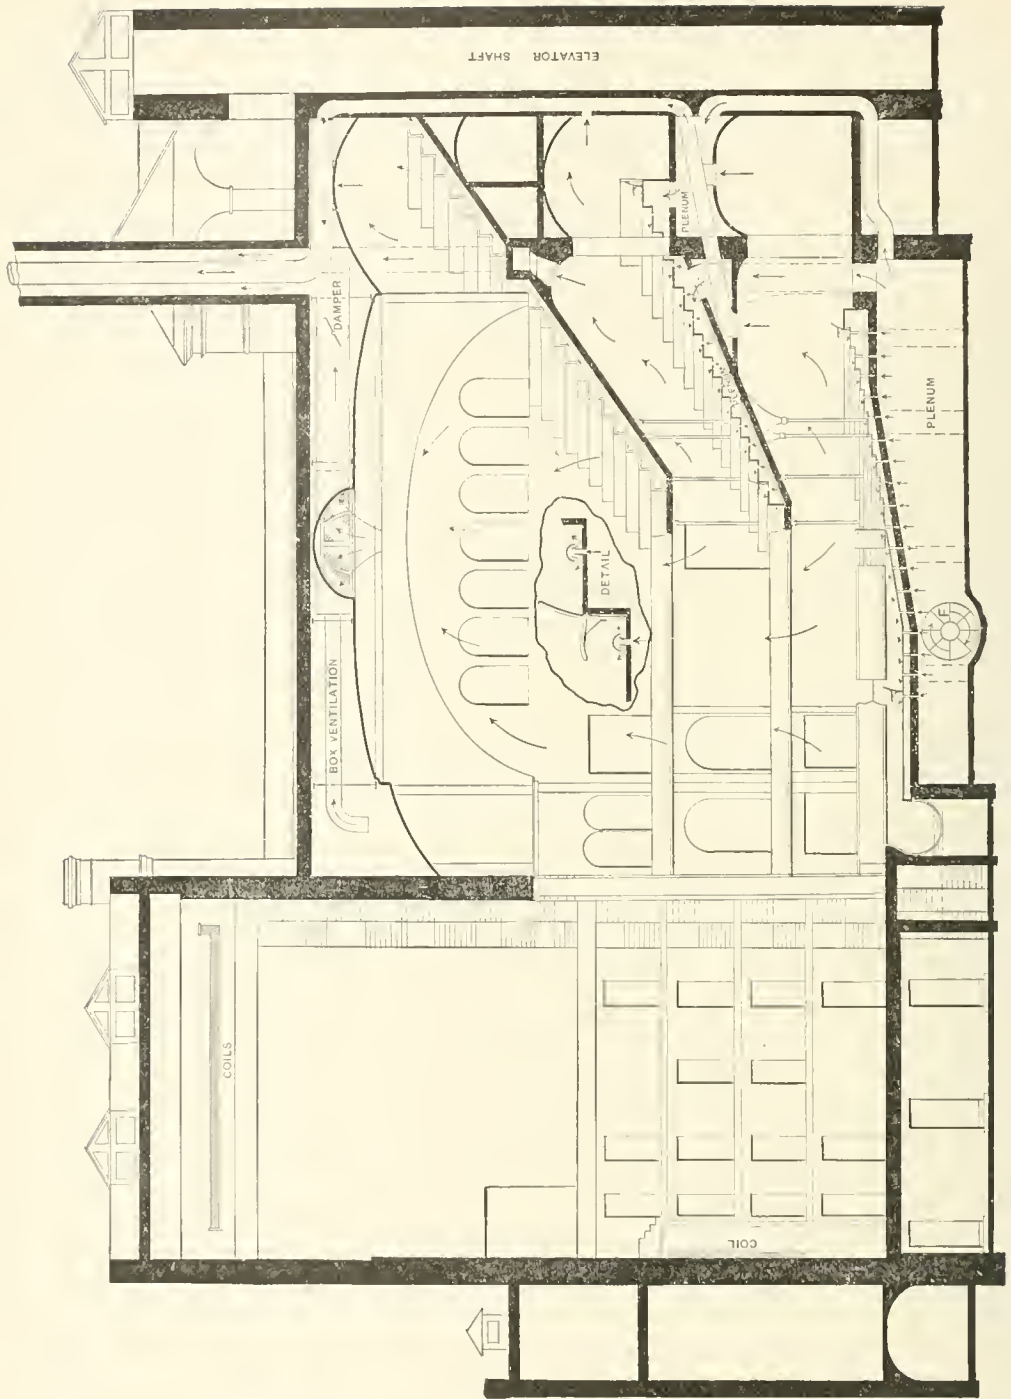 ELEVATOR SHAFT
DAMPER
PLENUM
PLENUM
BOX VENTILATION
DETAIL
F
COILS
COIL